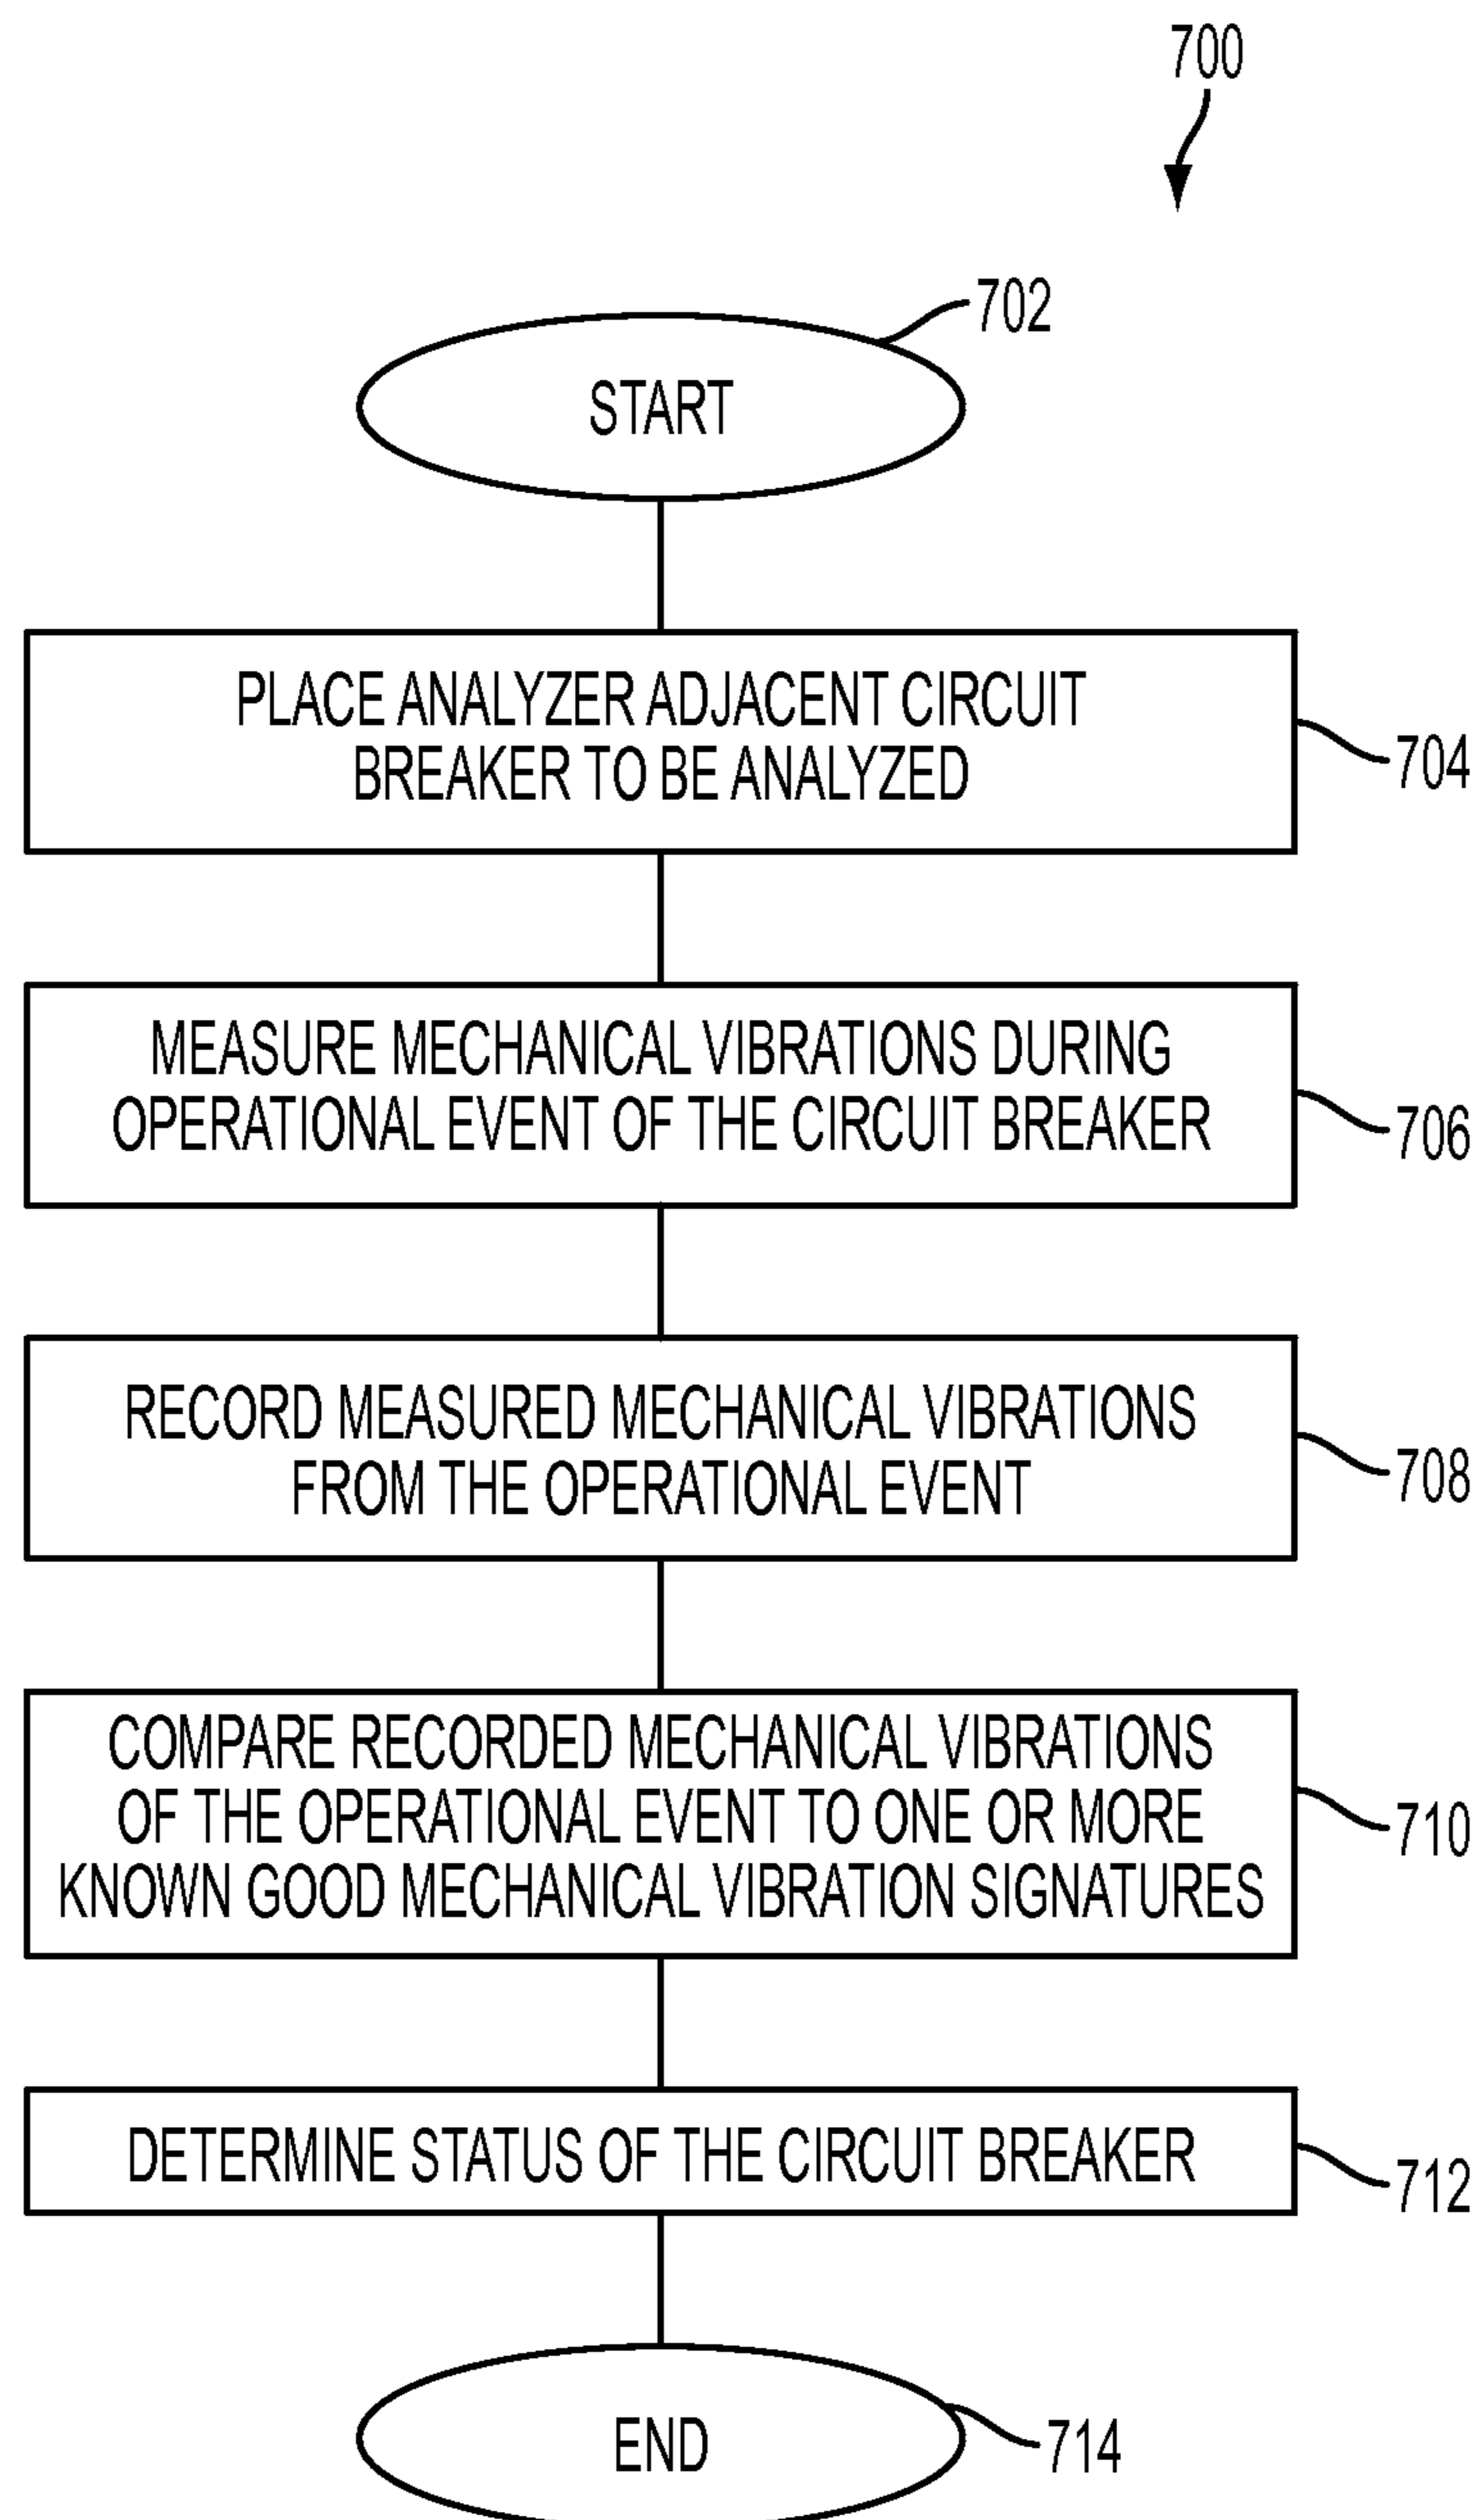 700
702
START
PLACE ANALYZER ADJACENT CIRCUIT
BREAKER TO BE ANALYZED
704
MEASURE MECHANICAL VIBRATIONS DURING
OPERATIONAL EVENT OF THE CIRCUIT BREAKER
706
RECORD MEASURED MECHANICAL VIBRATIONS
FROM THE OPERATIONAL EVENT
708
COMPARE RECORDED MECHANICAL VIBRATIONS
OF THE OPERATIONAL EVENT TO ONE OR MORE
KNOWN GOOD MECHANICAL VIBRATION SIGNATURES
710
DETERMINE STATUS OF THE CIRCUIT BREAKER
712
END
714